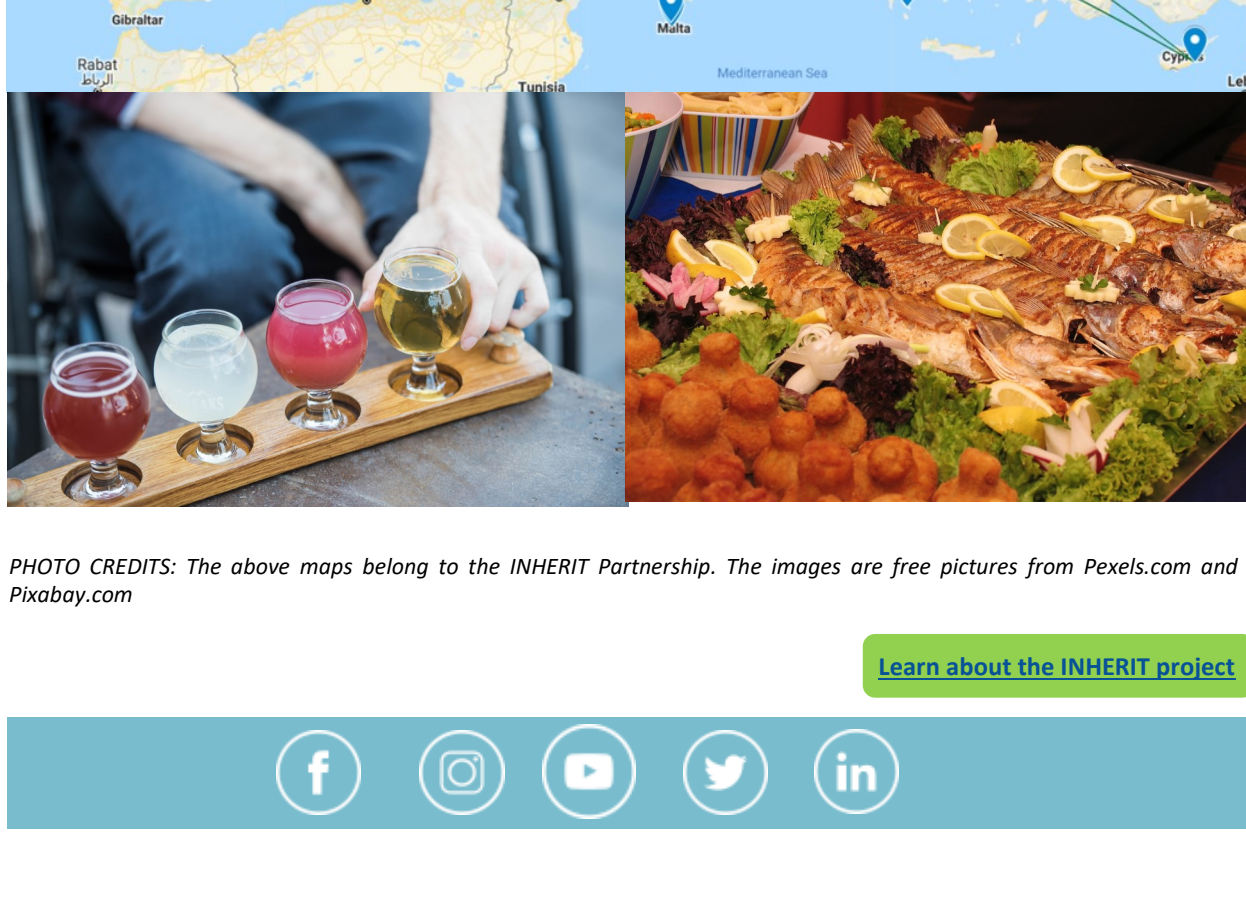 Gibraltar
Malta
Rabat
الرباط
Cyprus
Mediterranean Sea
Tunisia
PHOTO CREDITS: The above maps belong to the INHERIT Partnership. The images are free pictures from Pexels.com and
Pixabay.com
Learn about the INHERIT project
f
in